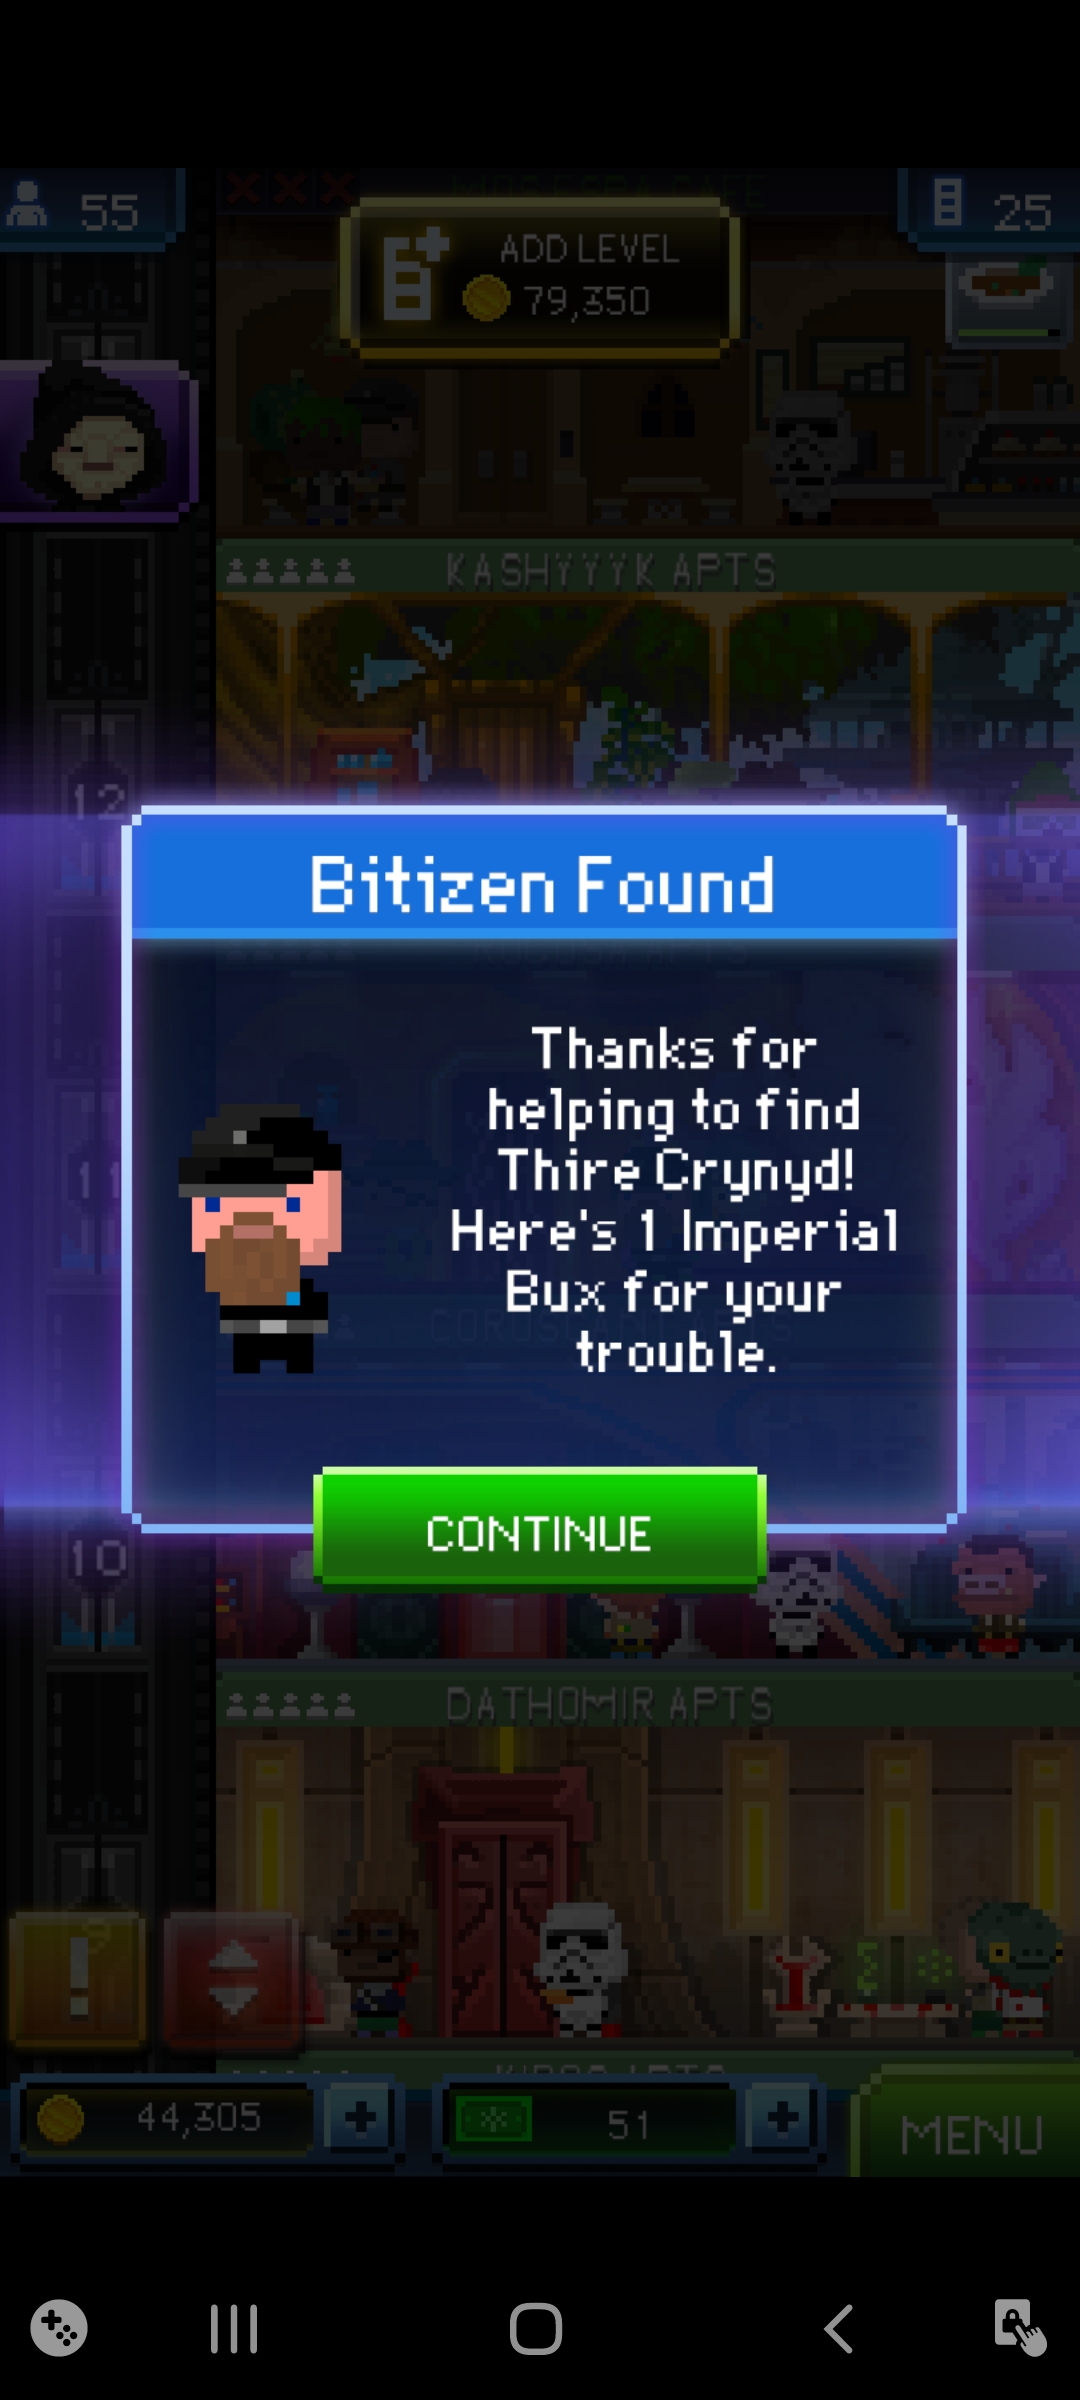 55
25
ADD LEVEL
79,350
KASHYYYK APTS
12
Bitizen Found
Thanks for
helping to find
Thire Crynyd!
Here's 1 Imperial
Bux for your
trouble.
11
CONTINUE
10
DATHOMIR APTS
!
44,305
51
MENU